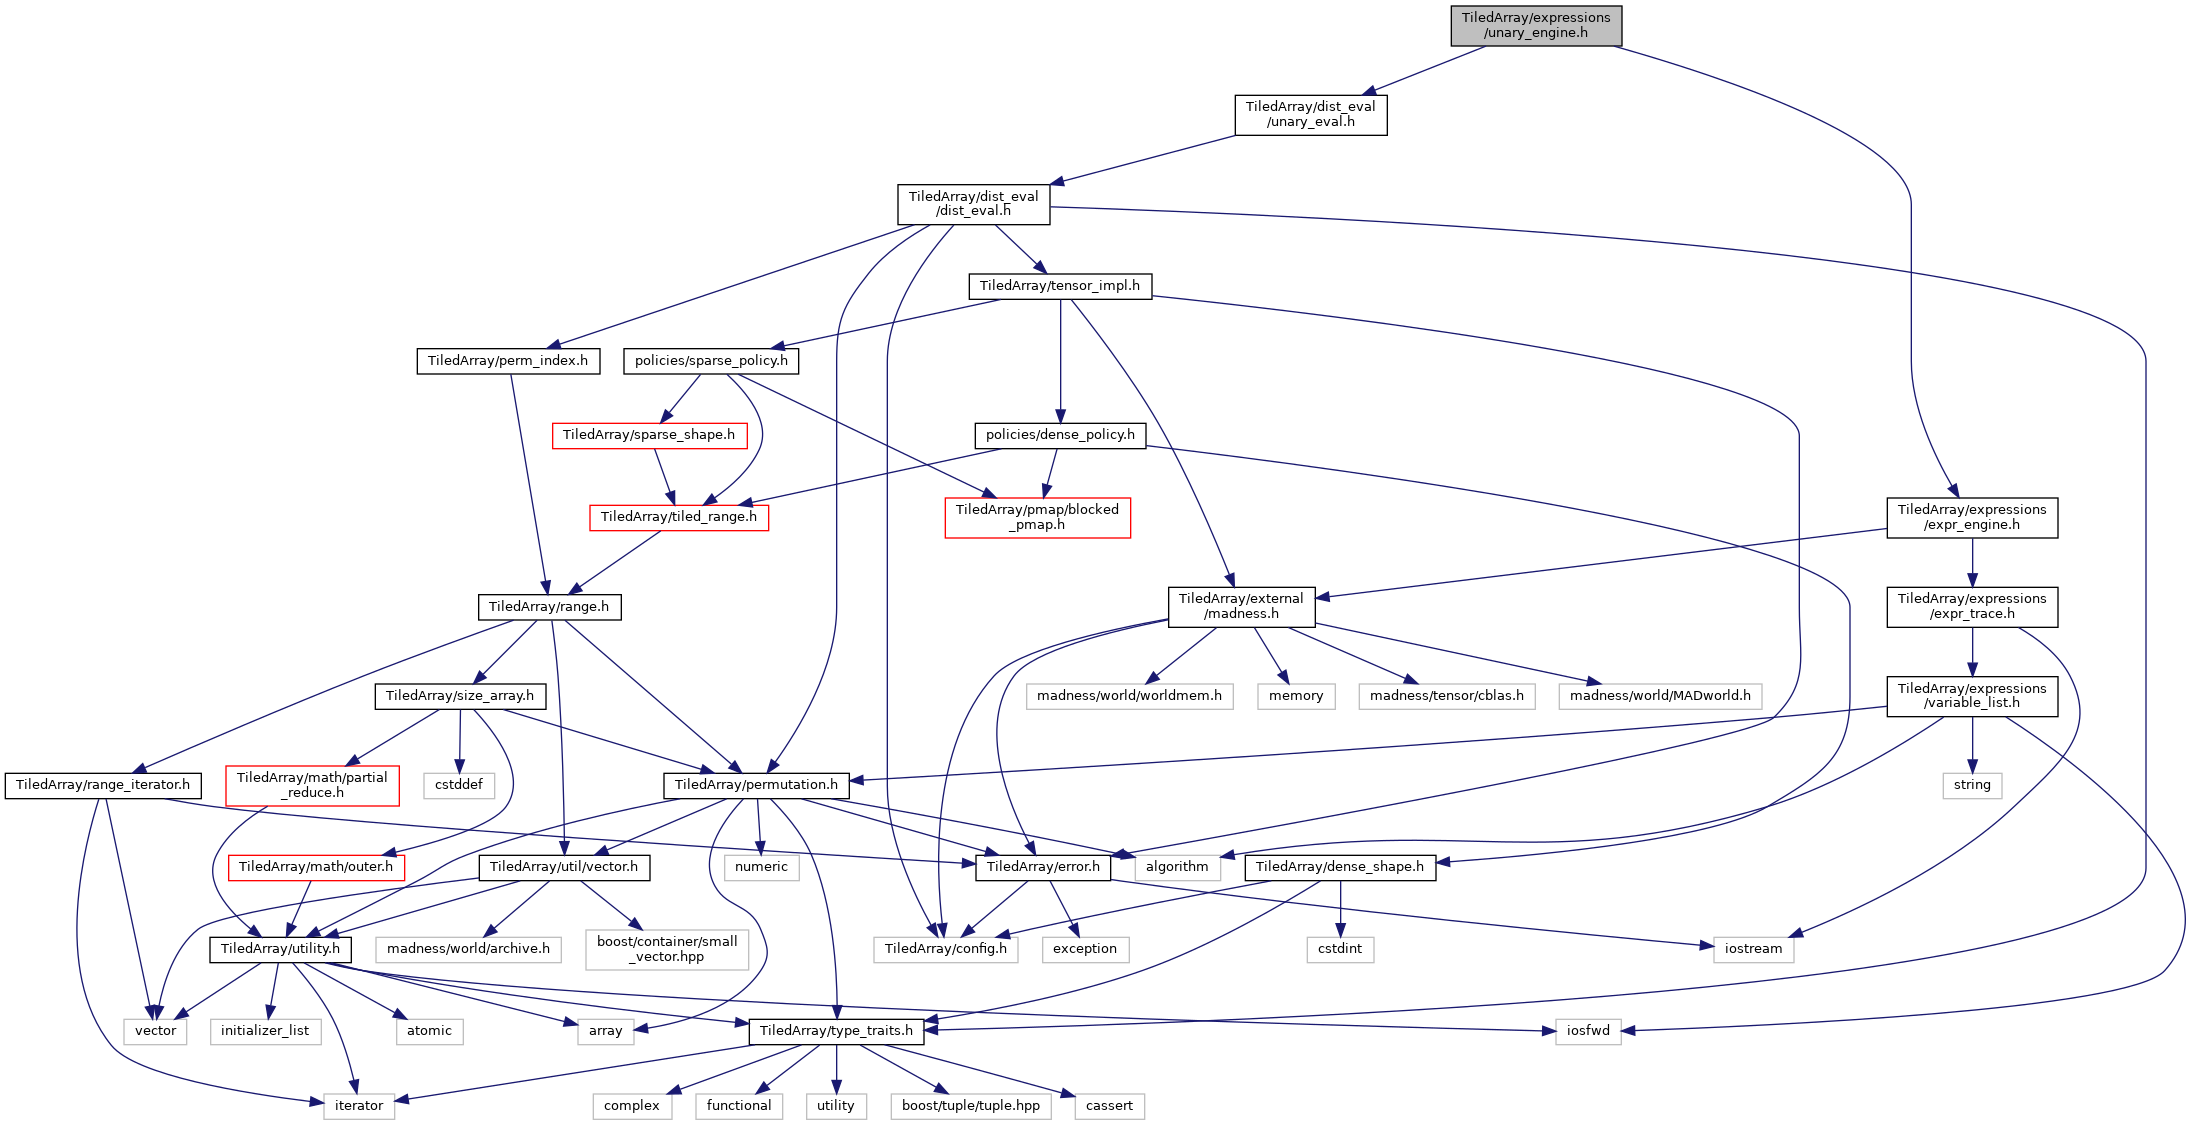 TiledArray/expressions
/unary_engine.h
TiledArray/dist_eval
/unary_eval.h
TiledArray/dist_eval
/dist_eval.h
TiledArray/tensor_impl.h
TiledArray/perm_index.h
policies/sparse_policy.h
TiledArray/sparse_shape.h
policies/dense_policy.h
TiledArray/tiled_range.h
TiledArray/pmap/blocked
_pmap.h
TiledArray/expressions
/expr_engine.h
TiledArray/range.h
TiledArray/external
/madness.h
TiledArray/expressions
/expr_trace.h
TiledArray/size_array.h
madness/world/worldmem.h
memory
madness/tensor/cblas.h
madness/world/MADworld.h
TiledArray/expressions
/variable_list.h
TiledArray/range_iterator.h
TiledArray/math/partial
_reduce.h
cstddef
TiledArray/permutation.h
string
TiledArray/math/outer.h
TiledArray/util/vector.h
numeric
TiledArray/error.h
algorithm
TiledArray/dense_shape.h
TiledArray/utility.h
madness/world/archive.h
boost/container/small
_vector.hpp
TiledArray/config.h
exception
cstdint
iostream
vector
initializer_list
atomic
array
TiledArray/type_traits.h
iosfwd
iterator
complex
functional
utility
boost/tuple/tuple.hpp
cassert